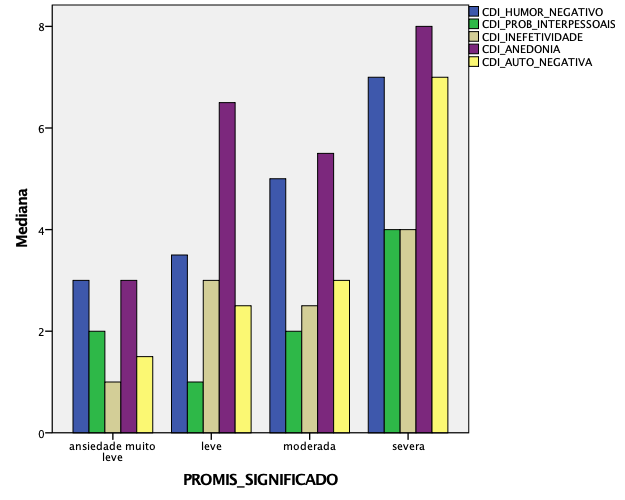 CDI_HUMOR_NEGATIVO
CDI_PROB_INTERPESSOAIS
CDI_INEFETIVIDADE
CDI_ANEDONIA
CDI_AUTO_NEGATIVA
Mediana
8
6
4
2
0
ansiedade muito
leve
leve
moderada
severa
PROMIS_SIGNIFICADO